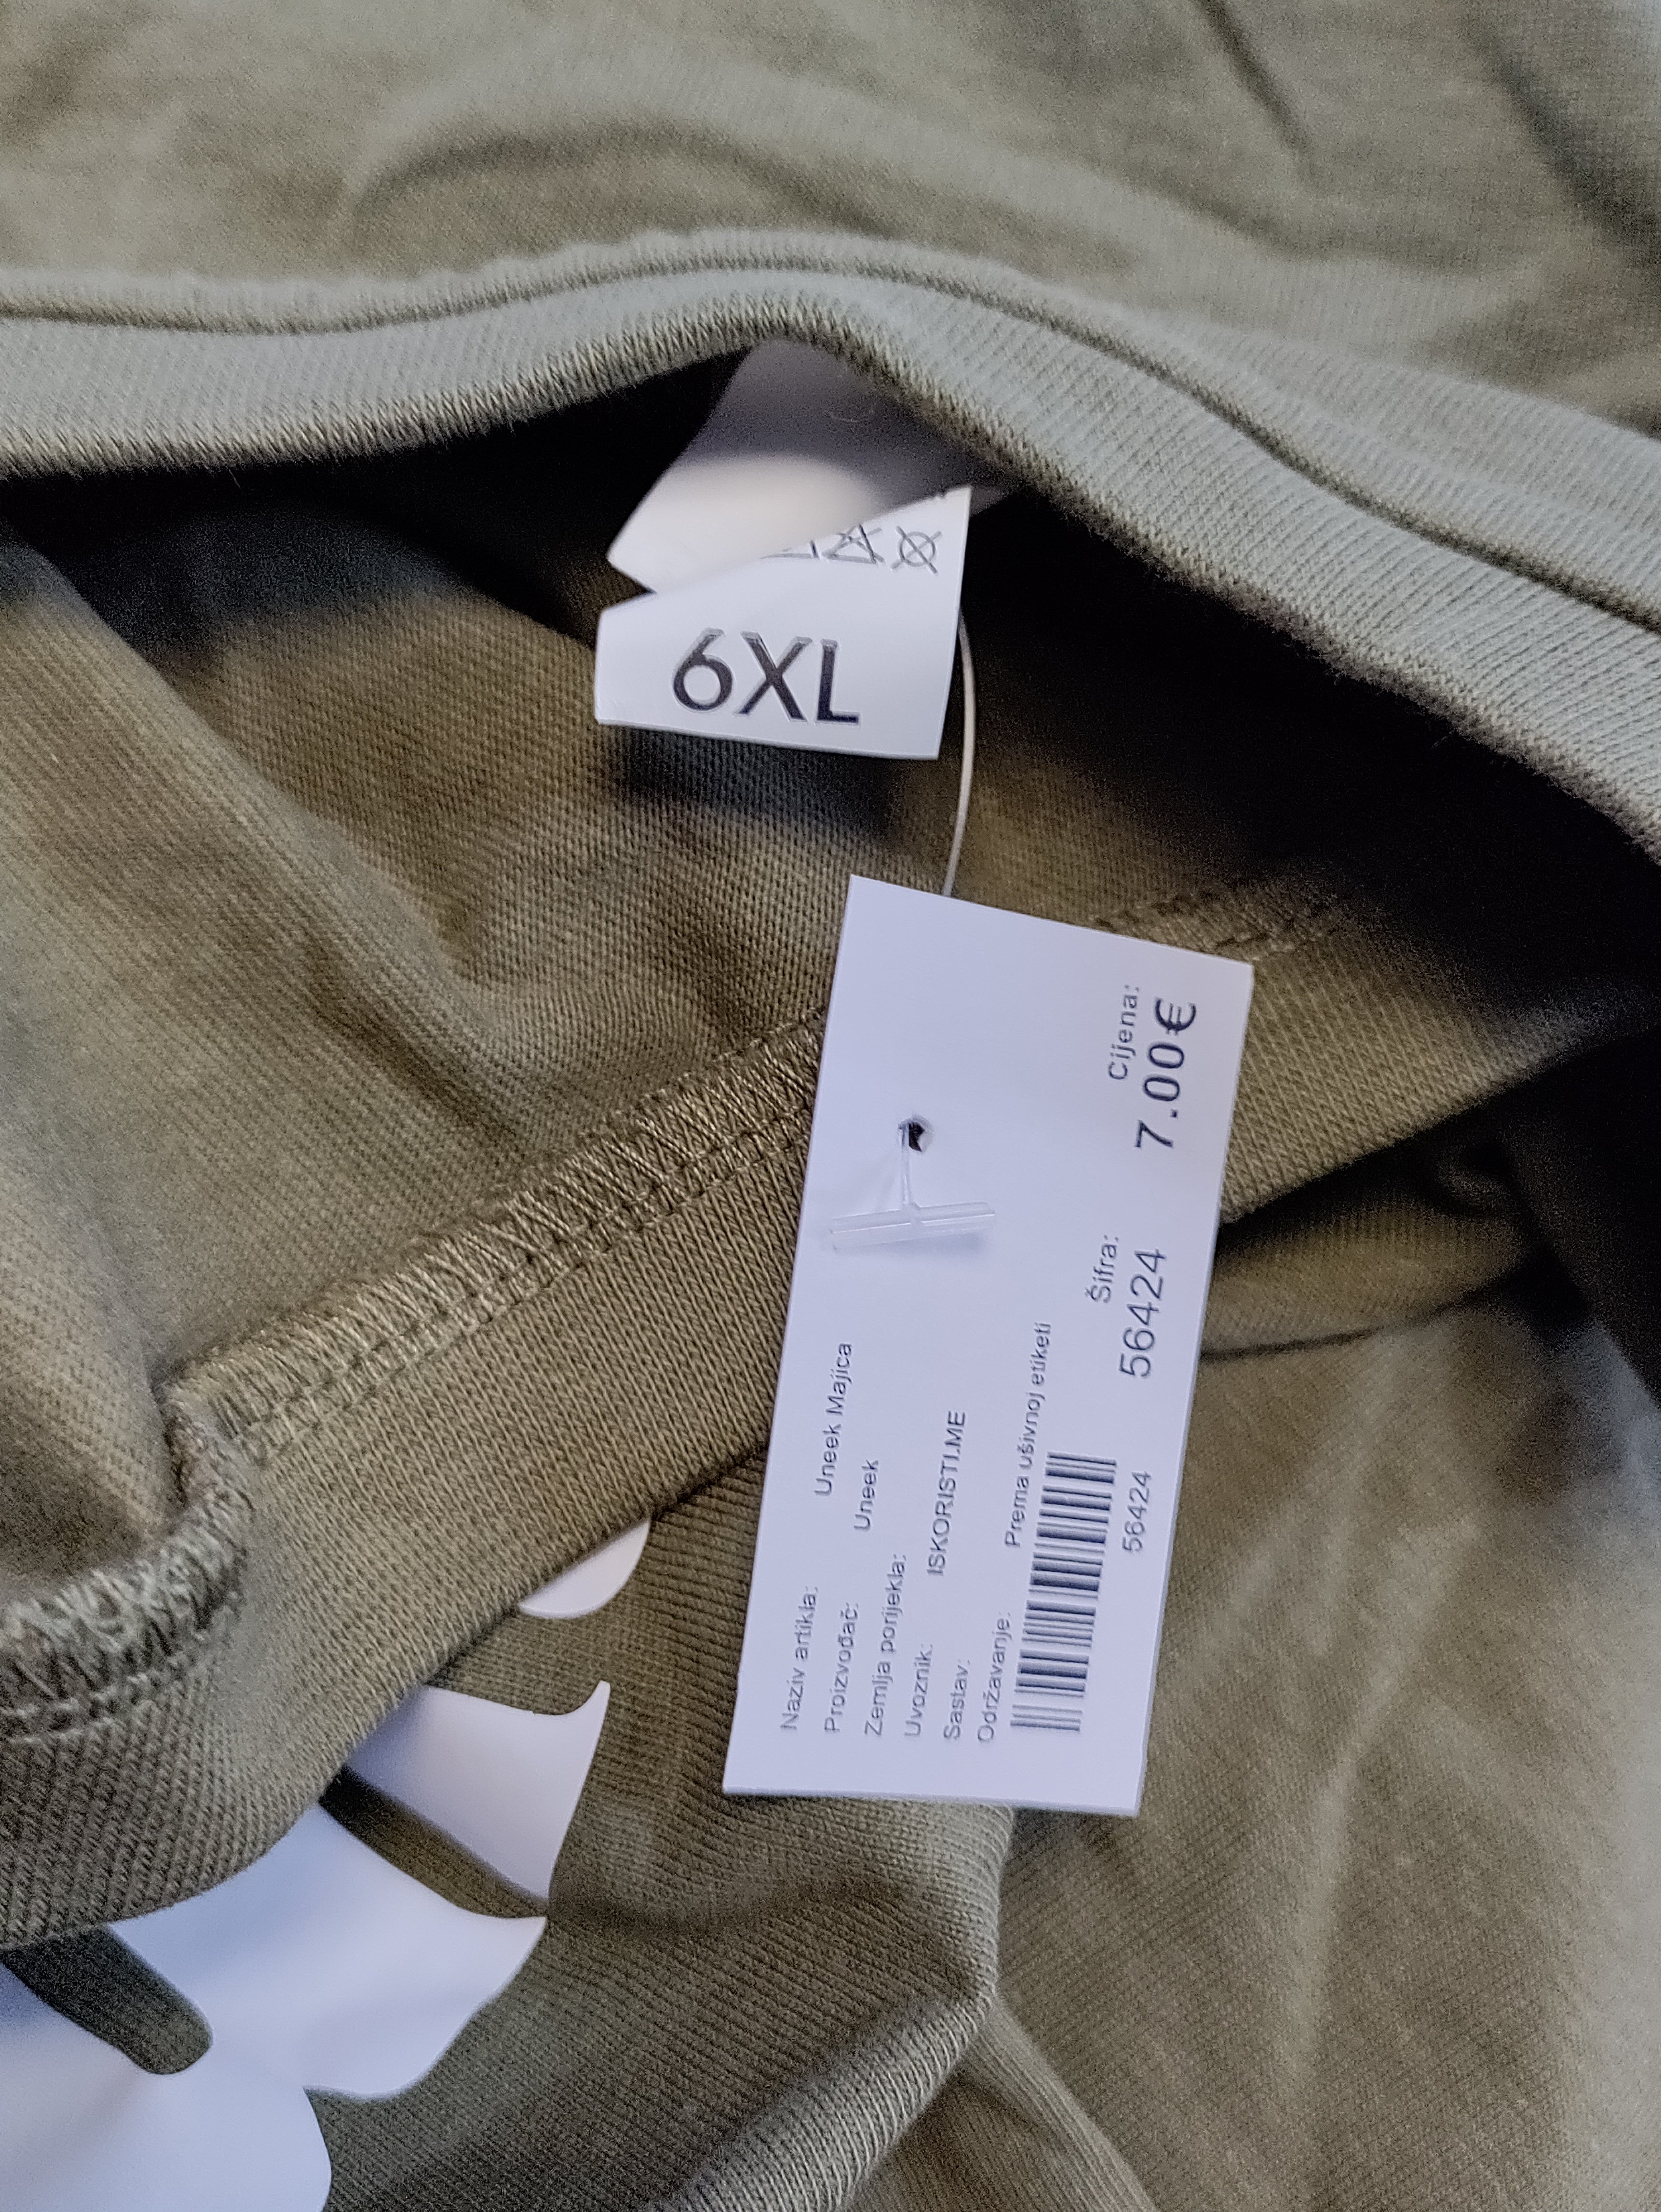 6XL
Naziv artikla: Uneek Majica
Proizvođač: Uneek
Zemlja porijekla:
Uvoznik: ISKORISTI.ME
Sastav:
Održavanje: Prema ušivnoj etiketi
56424
Šifra:
56424
Cijena:
7.00€